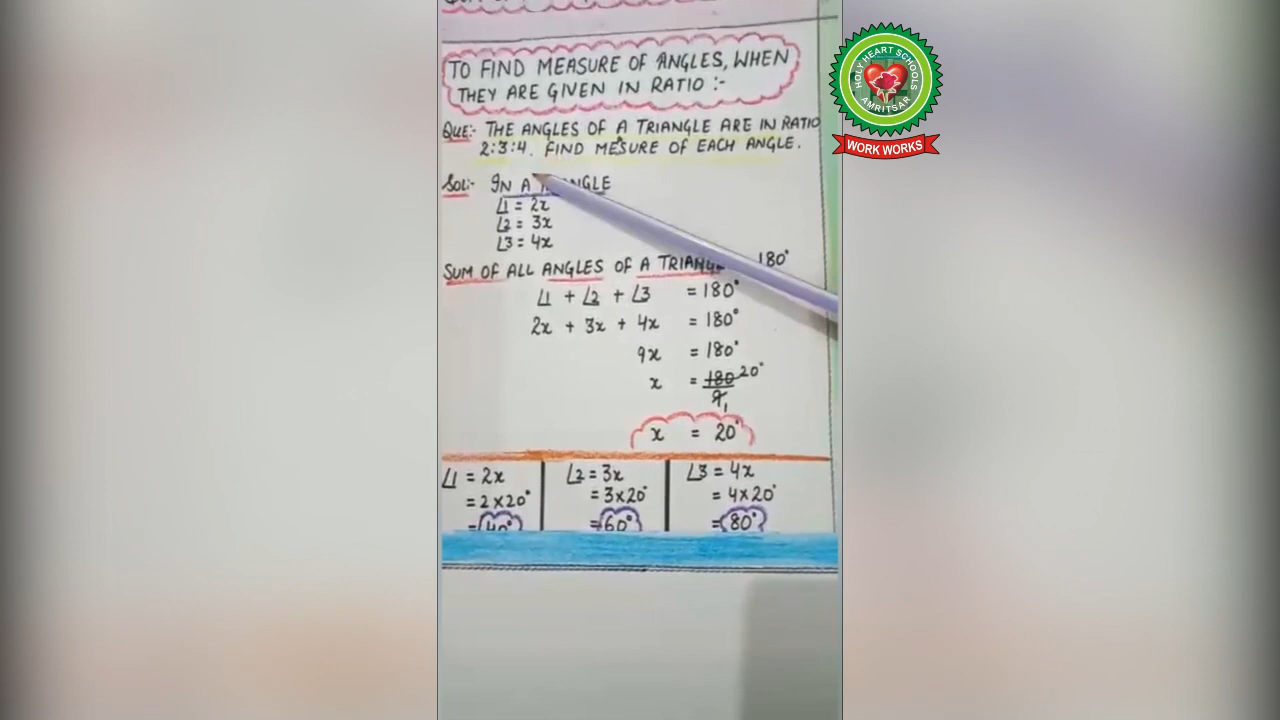 TO FIND MEASURE OF ANGLES, WHEN
THEY ARE GIVEN IN RATIO :-
QUE:- THE ANGLES OF A TRIANGLE ARE IN RATIO
2:3:4. FIND MESURE OF EACH ANGLE.
SOL:- IN A
∠1 = 2x
∠2 = 3x
∠3 = 4x
SUM OF ALL ANGLES OF A TRIANGLE 180°
∠1 + ∠2 + ∠3 = 180°
2x + 3x + 4x = 180°
9x = 180°
x = 180/9 20° 1
x = 20°
∠1 = 2x
= 2×20°
= 40°
∠2 = 3x
= 3×20°
= 60°
∠3 = 4x
= 4×20°
= 80°
HOLY HEART SCHOOLS
AMRITSAR
WORK WORKS